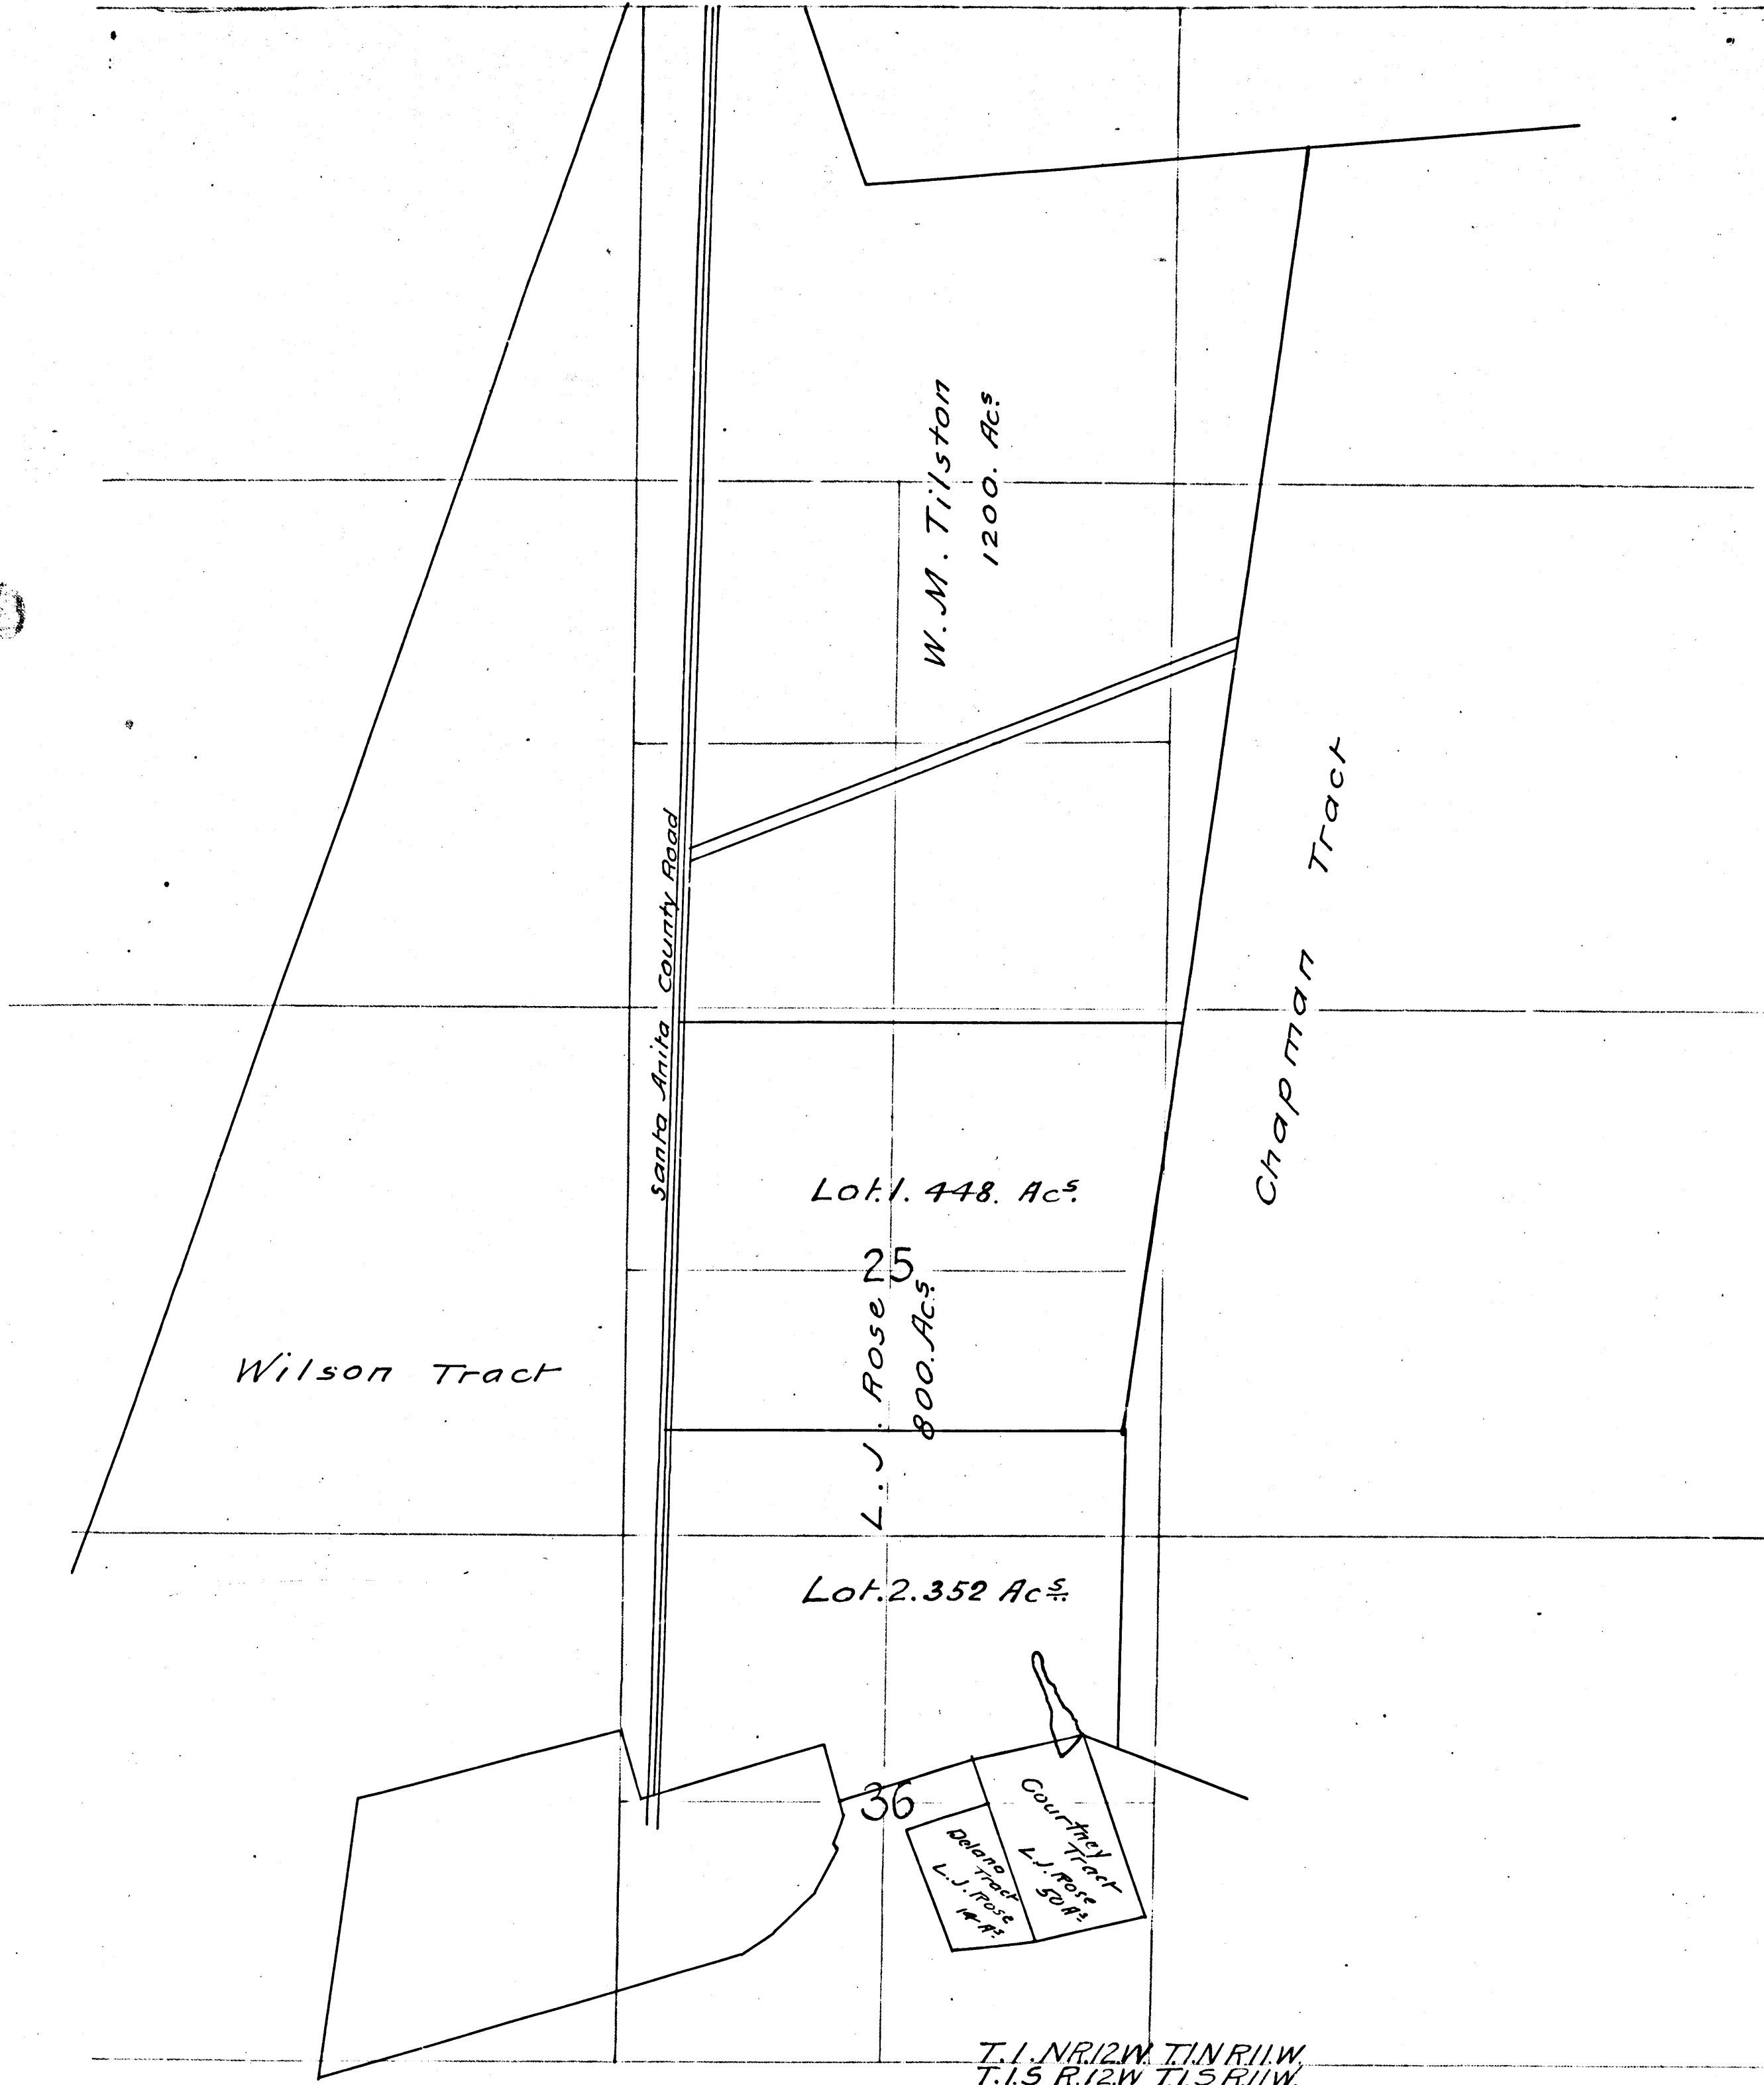 W. M. Tilston
1200. Acs.
Santa Anita County Road
Chapman Tract
Lot.1. 448. Acs.
25
L. J. Rose
800. Acs.
Wilson Tract
Lot.2. 352 Acs.
36
Courtney
Tract
L. J. Rose
50 As.
Delano
Tract
L. J. Rose
14 As.
T.1.N R.12.W. T.1.N R.11.W.
T.1.S R.12.W T.1.S R.11.W.